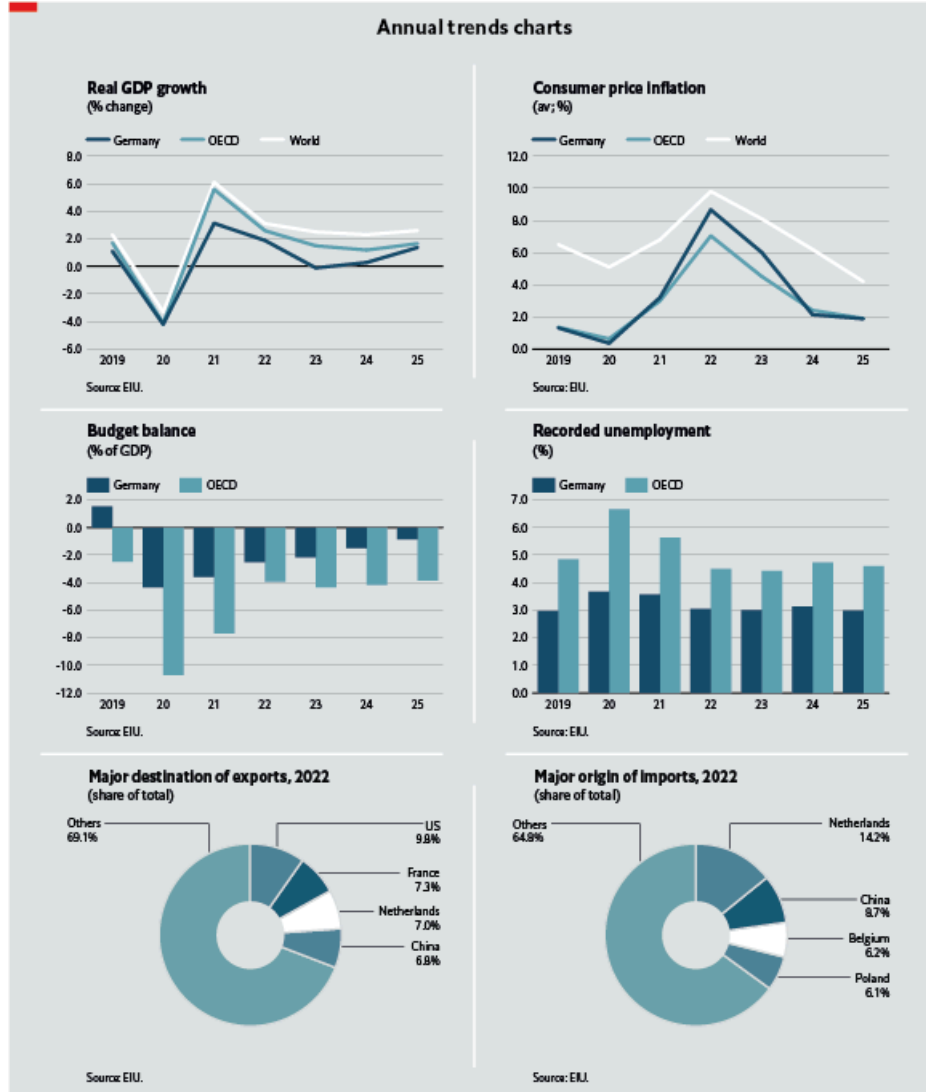 Annual trends charts
Real GDP growth
(% change)
Germany OECD World
8.0
6.0
4.0
2.0
0.0
-2.0
-4.0
-6.0
2019 20 21 22 23 24 25
Source: EIU.
Consumer price inflation
(av; %)
Germany OECD World
12.0
10.0
8.0
6.0
4.0
2.0
0.0
2019 20 21 22 23 24 25
Source: EIU.
Budget balance
(% of GDP)
Germany OECD
2.0
0.0
-2.0
-4.0
-6.0
-8.0
-10.0
-12.0
2019 20 21 22 23 24 25
Source: EIU.
Recorded unemployment
(%)
Germany OECD
7.0
6.0
5.0
4.0
3.0
2.0
1.0
0.0
2019 20 21 22 23 24 25
Source: EIU.
Major destination of exports, 2022
(share of total)
Others
69.1%
US
9.8%
France
7.3%
Netherlands
7.0%
China
6.8%
Source: EIU.
Major origin of imports, 2022
(share of total)
Others
64.8%
Netherlands
14.2%
China
8.7%
Belgium
6.2%
Poland
6.1%
Source: EIU.